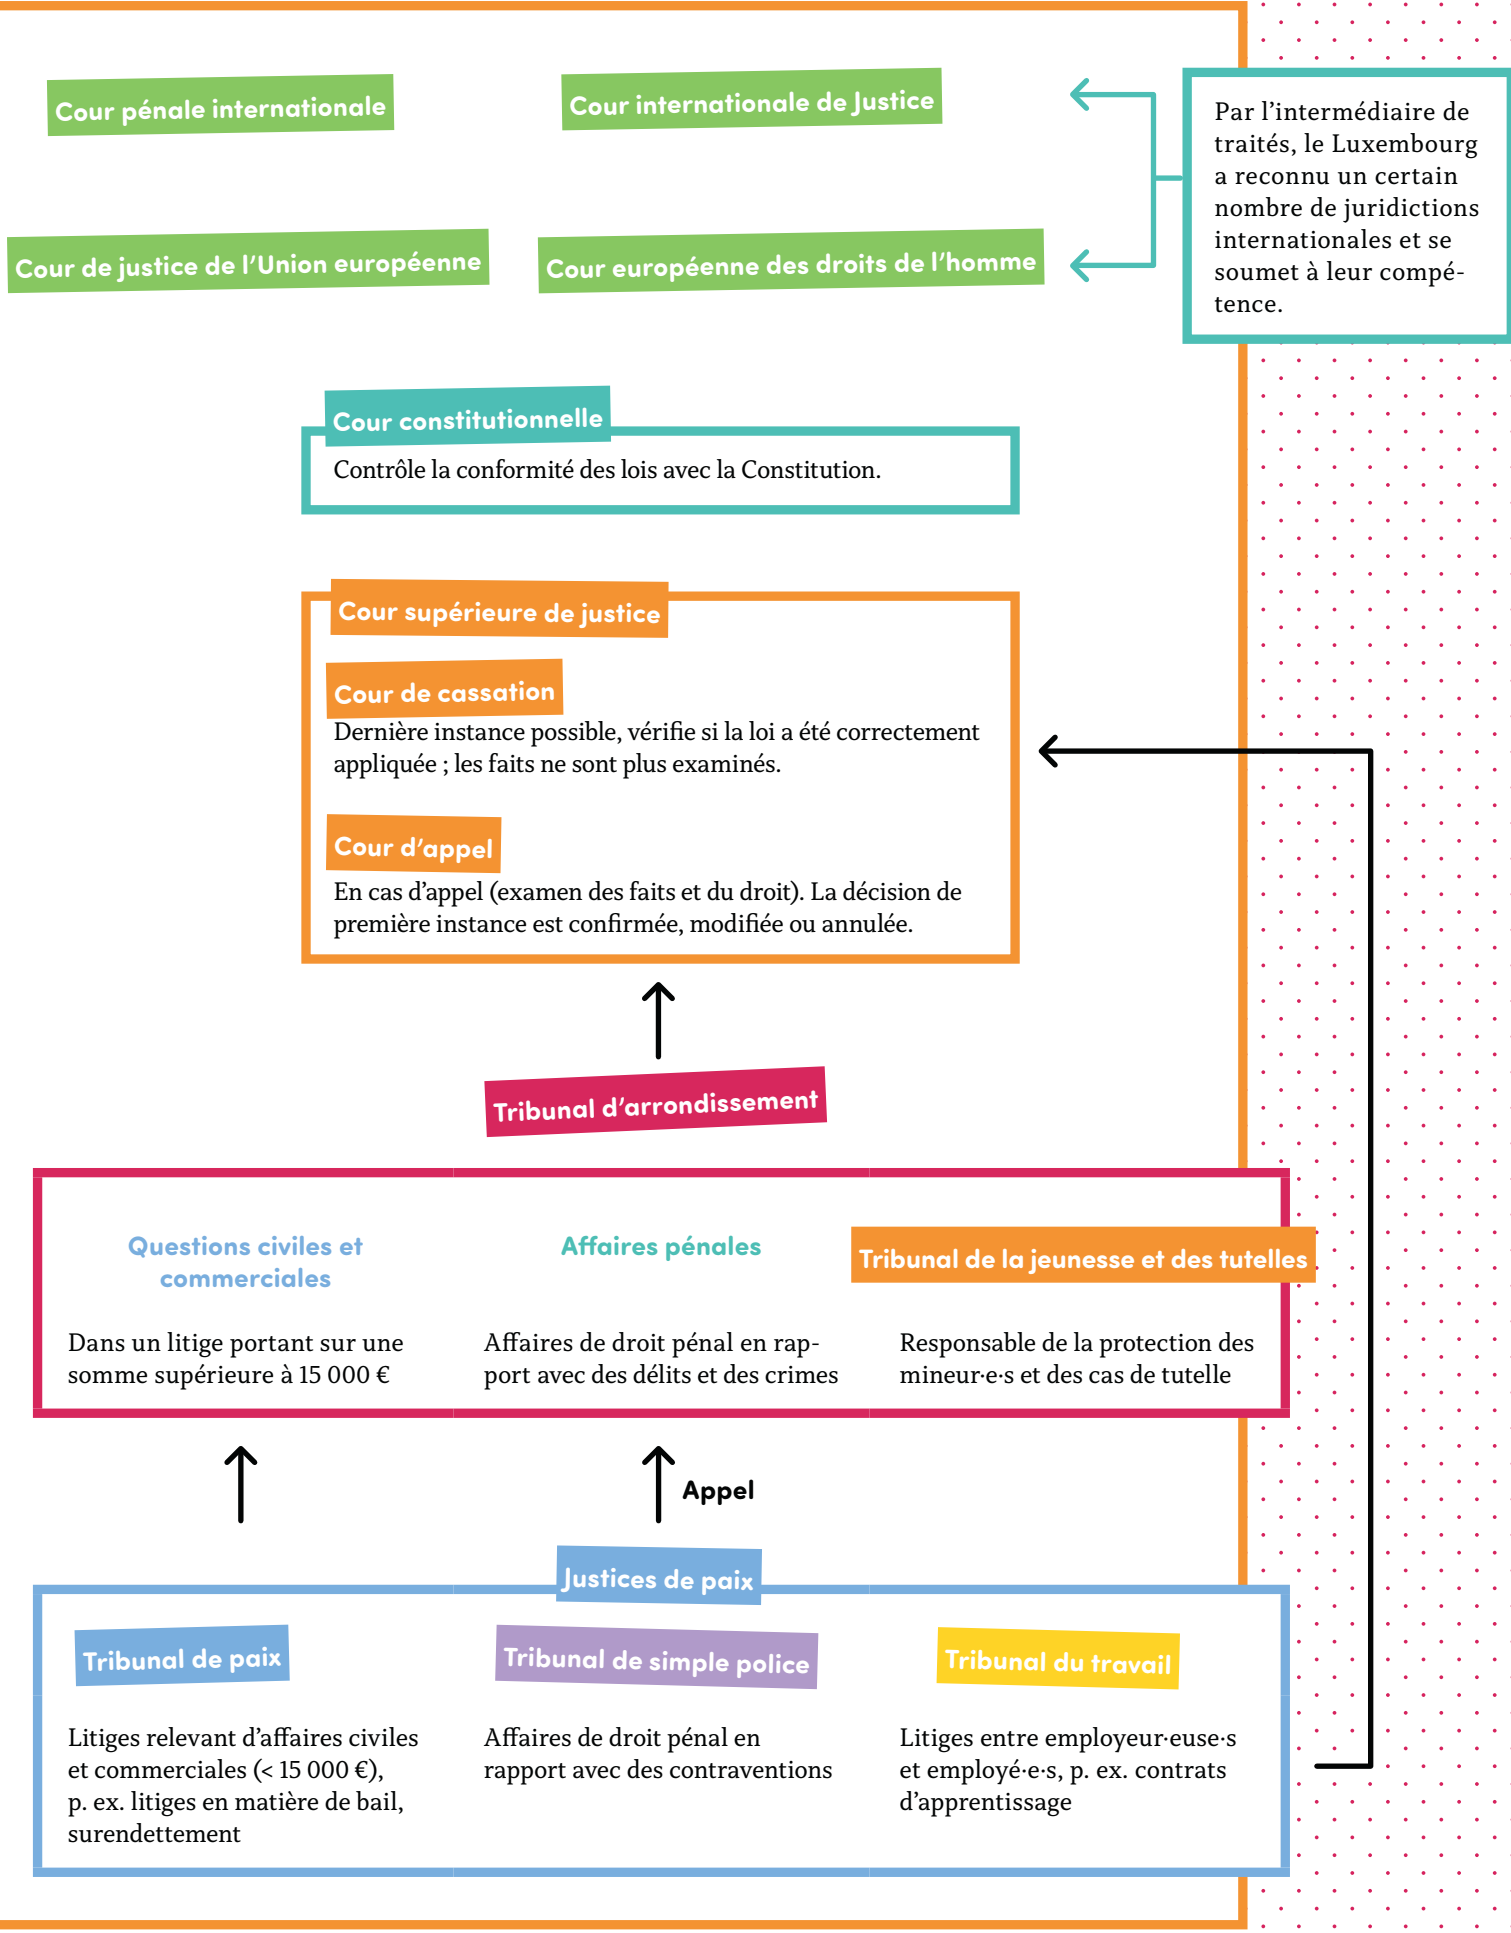 Cour pénale internationale
Cour internationale de Justice
Par l’intermédiaire de
traités, le Luxembourg
a reconnu un certain
nombre de juridictions
internationales et se
soumet à leur compé-
tence.
Cour de justice de l’Union européenne
Cour européenne des droits de l’homme
Cour constitutionnelle
Contrôle la conformité des lois avec la Constitution.
Cour supérieure de justice
Cour de cassation
Dernière instance possible, vérifie si la loi a été correctement
appliquée ; les faits ne sont plus examinés.
Cour d’appel
En cas d’appel (examen des faits et du droit). La décision de
première instance est confirmée, modifiée ou annulée.
Tribunal d’arrondissement
Questions civiles et
commerciales
Dans un litige portant sur une
somme supérieure à 15 000 €
Affaires pénales
Affaires de droit pénal en rap-
port avec des délits et des crimes
Tribunal de la jeunesse et des tutelles
Responsable de la protection des
mineur·e·s et des cas de tutelle
Appel
Justices de paix
Tribunal de paix
Litiges relevant d’affaires civiles
et commerciales (< 15 000 €),
p. ex. litiges en matière de bail,
surendettement
Tribunal de simple police
Affaires de droit pénal en
rapport avec des contraventions
Tribunal du travail
Litiges entre employeur·euse·s
et employé·e·s, p. ex. contrats
d’apprentissage